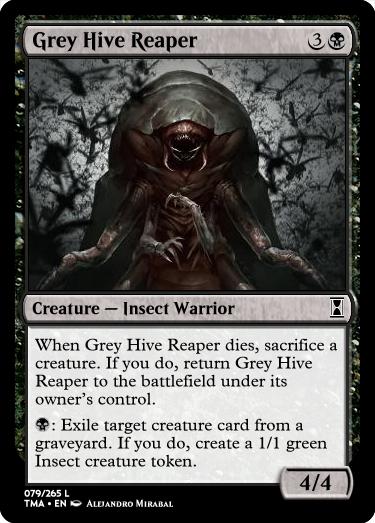 Grey Hive Reaper 3
Creature — Insect Warrior
When Grey Hive Reaper dies, sacrifice a
creature. If you do, return Grey Hive
Reaper to the battlefield under its
owner's control.
: Exile target creature card from a
graveyard. If you do, create a 1/1 green
Insect creature token.
4/4
079/265 L
TMA • EN Alejandro Mirabal